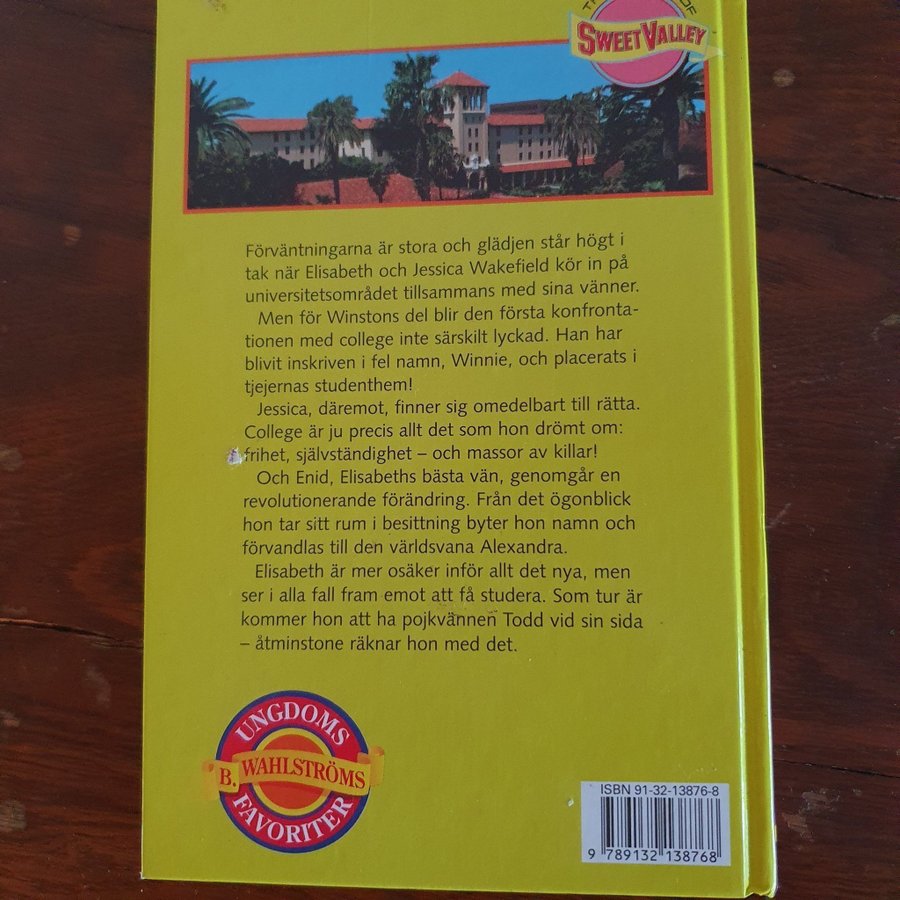 OF
SWEET VALLEY
Förväntningarna är stora och glädjen står högt i
tak när Elisabeth och Jessica Wakefield kör in på
universitetsområdet tillsammans med sina vänner.
Men för Winstons del blir den första konfronta-
tionen med college inte särskilt lyckad. Han har
blivit inskriven i fel namn, Winnie, och placerats i
tjejernas studenthem!
Jessica, däremot, finner sig omedelbart till rätta.
College är ju precis allt det som hon drömt om:
frihet, självständighet – och massor av killar!
Och Enid, Elisabeths bästa vän, genomgår en
revolutionerande förändring. Från det ögonblick
hon tar sitt rum i besittning byter hon namn och
förvandlas till den världsvana Alexandra.
Elisabeth är mer osäker inför allt det nya, men
ser i alla fall fram emot att få studera. Som tur är
kommer hon att ha pojkvännen Todd vid sin sida
– åtminstone räknar hon med det.
UNGDOMS
B. WAHLSTRÖMS
FAVORITER
ISBN 91-32-13876-8
9 789132 138768